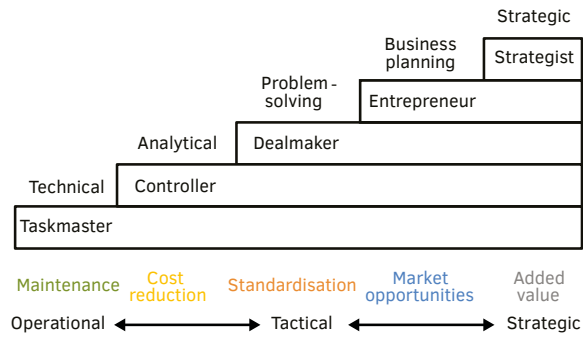 Strategic
Business
planning
Strategist
Problem -
solving
Entrepreneur
Analytical
Dealmaker
Technical
Controller
Taskmaster
Maintenance
Cost
reduction
Standardisation
Market
opportunities
Added
value
Operational
Tactical
Strategic